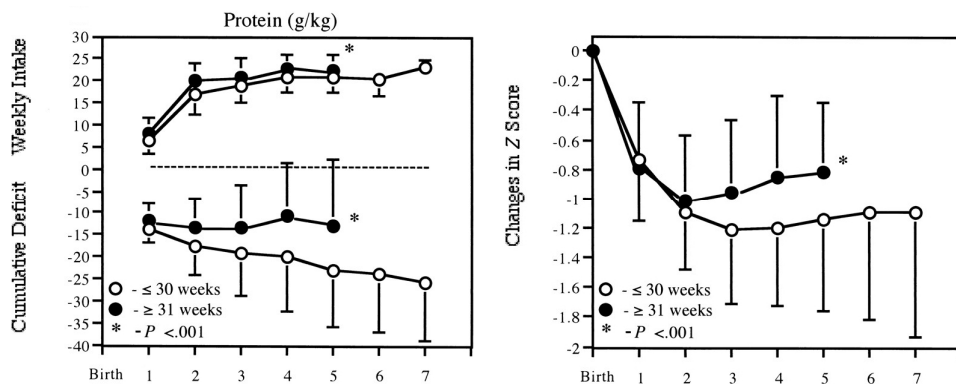 Protein (g/kg)
Weekly Intake
Cumulative Deficit
30
25
20
15
10
5
0
-5
-10
-15
-20
-25
-30
-35
-40
*
*
- ≤ 30 weeks
- ≥ 31 weeks
* - P <.001
Birth 1 2 3 4 5 6 7
Changes in Z Score
0
-0.2
-0.4
-0.6
-0.8
-1
-1.2
-1.4
-1.6
-1.8
-2
*
- ≤ 30 weeks
- ≥ 31 weeks
* -P <.001
Birth 1 2 3 4 5 6 7